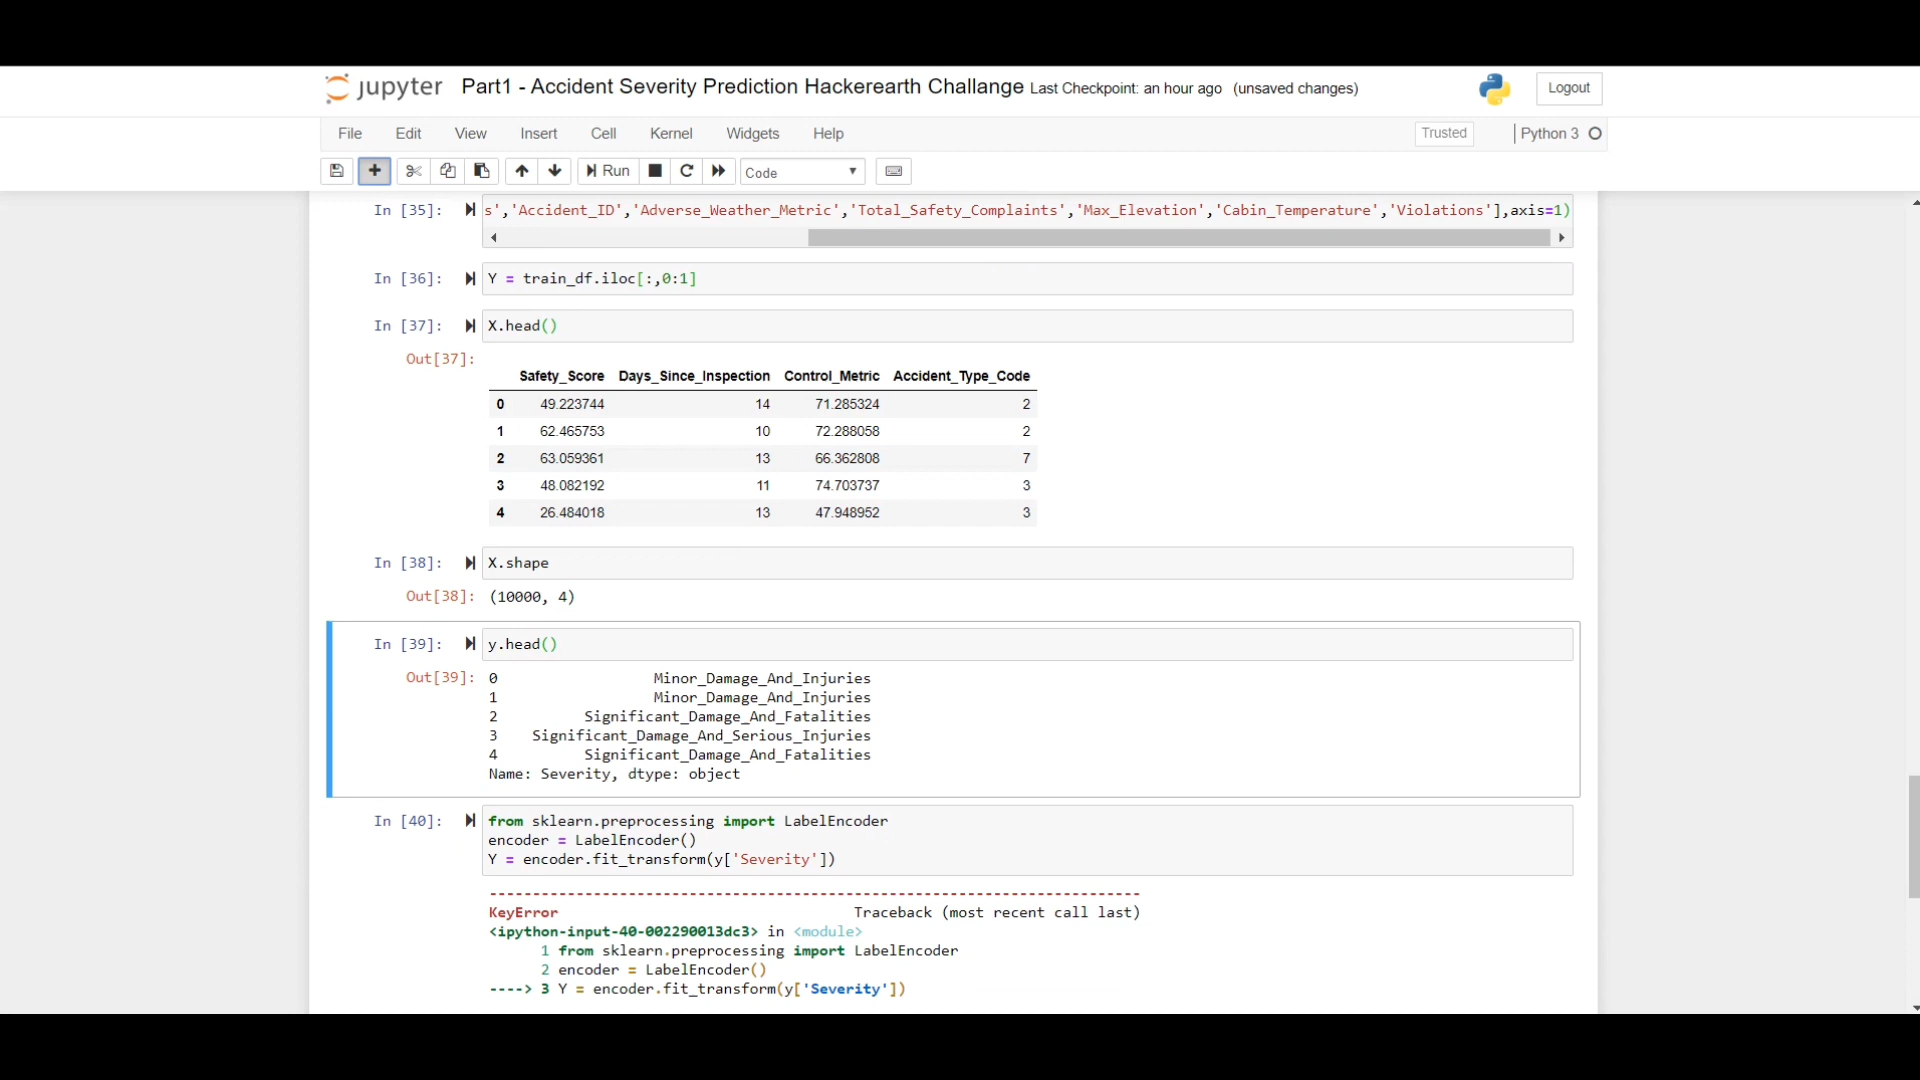 jupyter Part1 - Accident Severity Prediction Hackerearth Challange Last Checkpoint: an hour ago (unsaved changes) Logout
File Edit View Insert Cell Kernel Widgets Help Trusted Python 3
Run Code
In [35]: s','Accident_ID','Adverse_Weather_Metric','Total_Safety_Complaints','Max_Elevation','Cabin_Temperature','Violations'],axis=1)
In [36]: Y = train_df.iloc[:,0:1]
In [37]: X.head()
Out[37]:
Safety_Score Days_Since_Inspection Control_Metric Accident_Type_Code
0 49.223744 14 71.285324 2
1 62.465753 10 72.288058 2
2 63.059361 13 66.362808 7
3 48.082192 11 74.703737 3
4 26.484018 13 47.948952 3
In [38]: X.shape
Out[38]: (10000, 4)
In [39]: y.head()
Out[39]: 0 Minor_Damage_And_Injuries
1 Minor_Damage_And_Injuries
2 Significant_Damage_And_Fatalities
3 Significant_Damage_And_Serious_Injuries
4 Significant_Damage_And_Fatalities
Name: Severity, dtype: object
In [40]: from sklearn.preprocessing import LabelEncoder
encoder = LabelEncoder()
Y = encoder.fit_transform(y['Severity'])
---------------------------------------------------------------------------
KeyError Traceback (most recent call last)
<ipython-input-40-002290013dc3> in <module>
1 from sklearn.preprocessing import LabelEncoder
2 encoder = LabelEncoder()
----> 3 Y = encoder.fit_transform(y['Severity'])